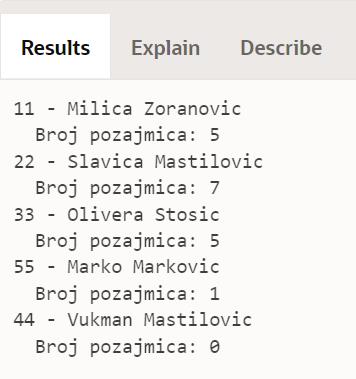 Results Explain Describe
11 - Milica Zoranovic
Broj pozajmica: 5
22 - Slavica Mastilovic
Broj pozajmica: 7
33 - Olivera Stosic
Broj pozajmica: 5
55 - Marko Markovic
Broj pozajmica: 1
44 - Vukman Mastilovic
Broj pozajmica: 0